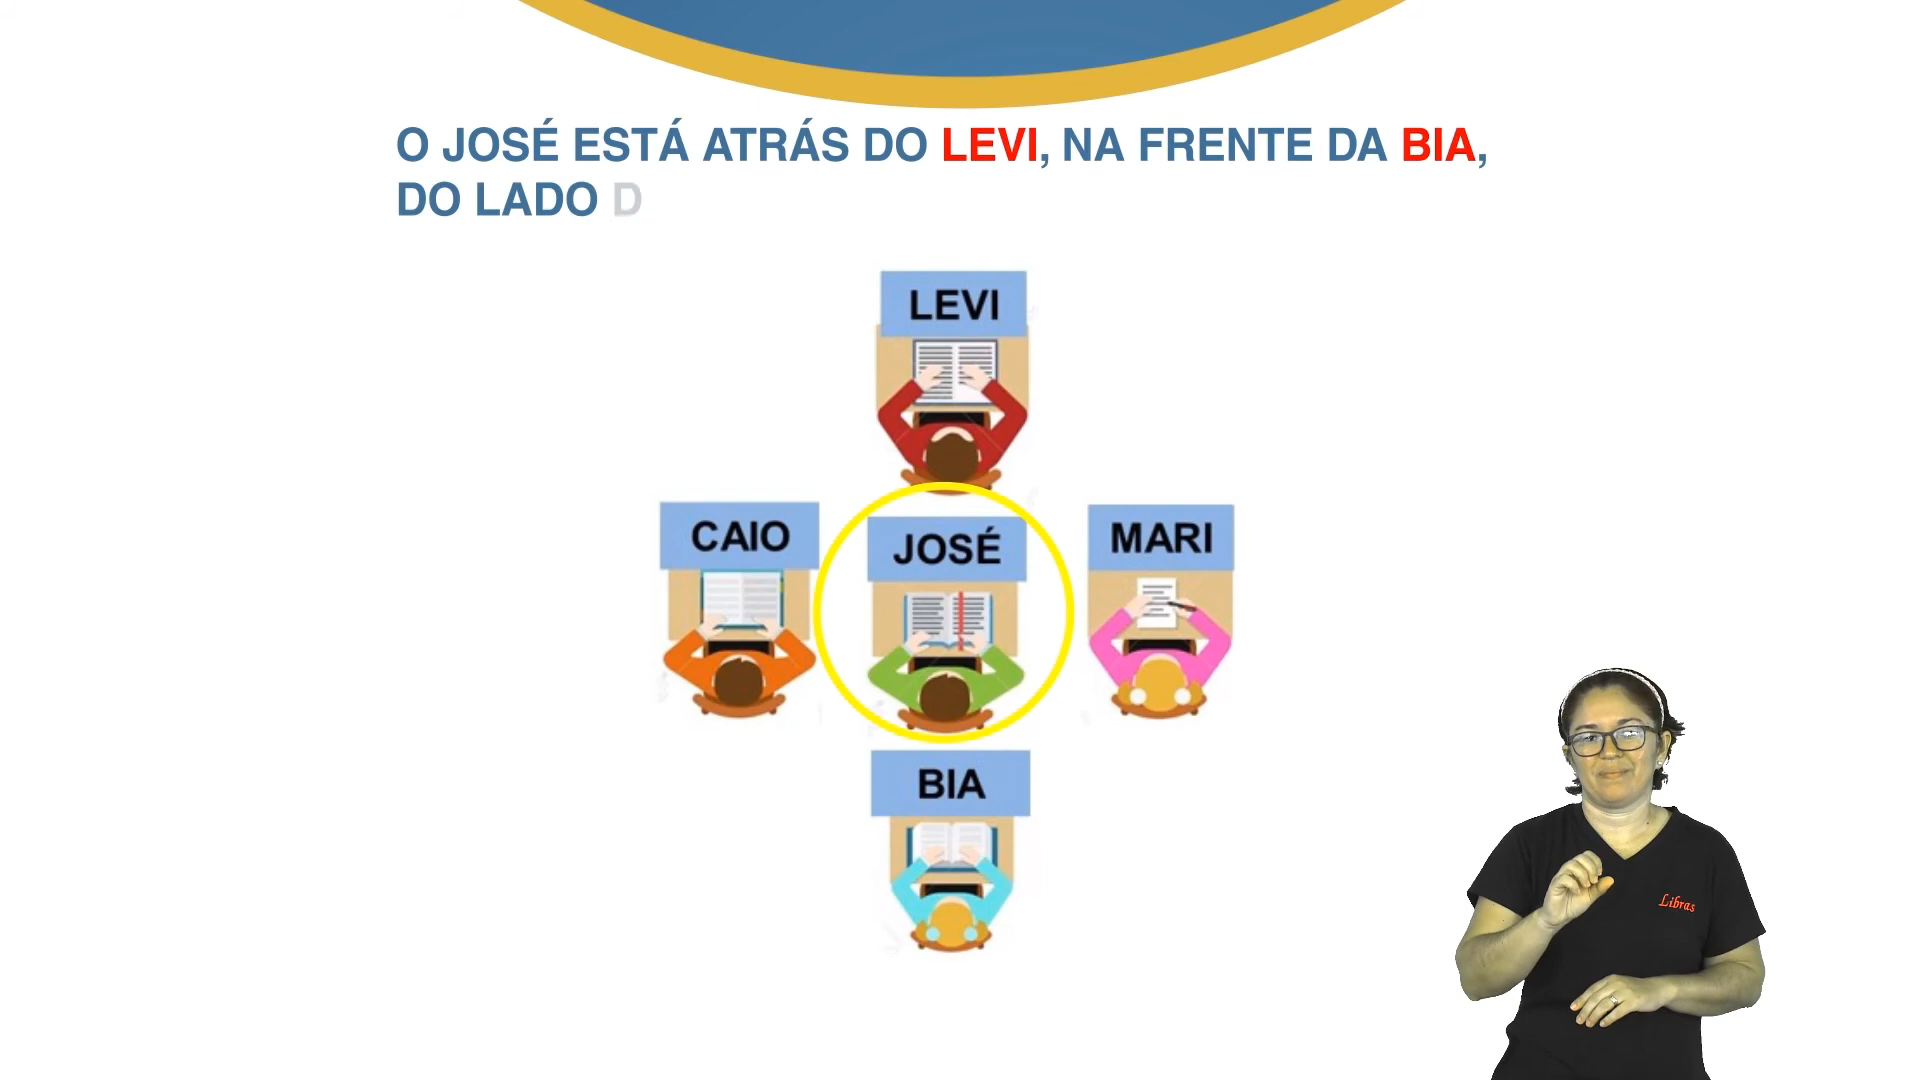 O JOSÉ ESTÁ ATRÁS DO LEVI, NA FRENTE DA BIA,
DO LADO D
LEVI
CAIO
JOSÉ
MARI
BIA
Libras